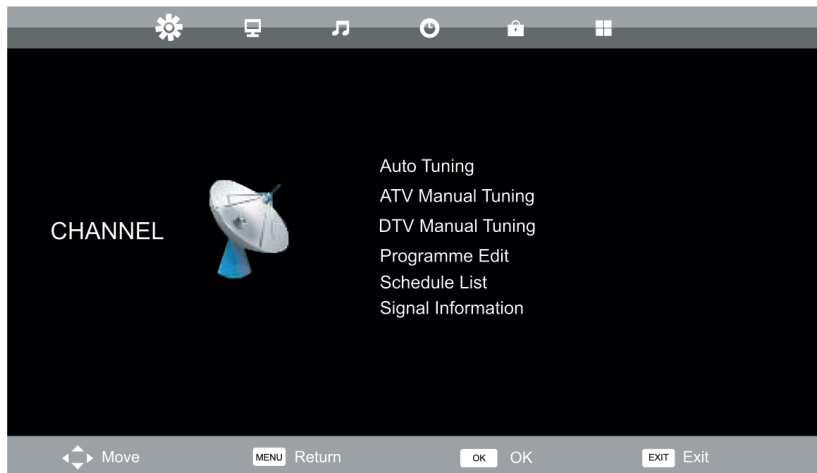 CHANNEL
Auto Tuning
ATV Manual Tuning
DTV Manual Tuning
Programme Edit
Schedule List
Signal Information
Move MENU Return OK OK EXIT Exit